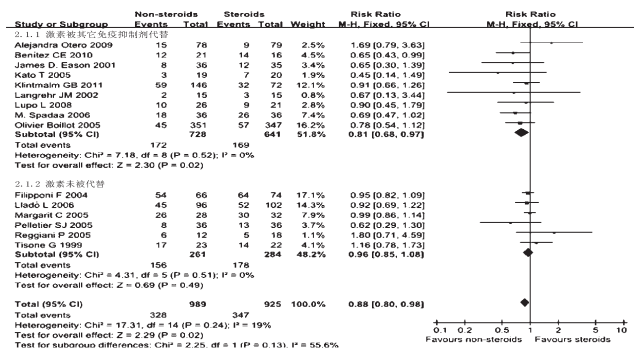 Non-steroids Steroids Risk Ratio Risk Ratio
Study or Subgroup Events Total Events Total Weight M-H, Fixed, 95% CI M-H, Fixed, 95% CI
2.1.1 激素被其它免疫抑制剂代替
Alejandra Otero 2009 15 78 9 79 2.5% 1.69 [0.79, 3.63]
Benitez CE 2010 12 21 14 16 4.5% 0.65 [0.43, 0.99]
James D. Eason 2001 8 36 12 35 3.5% 0.65 [0.30, 1.39]
Kato T 2005 3 19 7 20 1.9% 0.45 [0.14, 1.49]
Klintmalm GB 2011 59 146 32 72 12.1% 0.91 [0.66, 1.26]
Langrehr JM 2002 2 15 3 15 0.8% 0.67 [0.13, 3.44]
Lupo L 2008 10 26 9 21 2.8% 0.90 [0.45, 1.79]
M. Spadaa 2006 18 36 26 36 7.4% 0.69 [0.47, 1.02]
Olivier Boillot 2005 45 351 57 347 16.2% 0.78 [0.54, 1.12]
Subtotal (95% CI) 728 641 51.8% 0.81 [0.68, 0.97]
Total events 172 169
Heterogeneity: Chi² = 7.18, df = 8 (P = 0.52); I² = 0%
Test for overall effect: Z = 2.30 (P = 0.02)
2.1.2 激素未被代替
Filipponi F 2004 54 66 64 74 17.1% 0.95 [0.82, 1.09]
Lladó L 2006 45 96 52 102 14.3% 0.92 [0.69, 1.22]
Margarit C 2005 26 28 30 32 8.0% 0.99 [0.86, 1.14]
Pelletier SJ 2005 8 36 13 36 3.7% 0.62 [0.29, 1.30]
Reggiani P 2005 6 12 5 18 1.1% 1.80 [0.71, 4.59]
Tisone G 1999 17 23 14 22 4.1% 1.16 [0.78, 1.73]
Subtotal (95% CI) 261 284 48.2% 0.96 [0.85, 1.08]
Total events 156 178
Heterogeneity: Chi² = 4.31, df = 5 (P = 0.51); I² = 0%
Test for overall effect: Z = 0.69 (P = 0.49)
Total (95% CI) 989 925 100.0% 0.88 [0.80, 0.98]
Total events 328 347
Heterogeneity: Chi² = 17.31, df = 14 (P = 0.24); I² = 19%
Test for overall effect: Z = 2.29 (P = 0.02)
Test for subgroup differences: Chi² = 2.25, df = 1 (P = 0.13), I² = 55.6%
0.1 0.2 0.5 1 2 5 10
Favours non-steroids Favours steroids